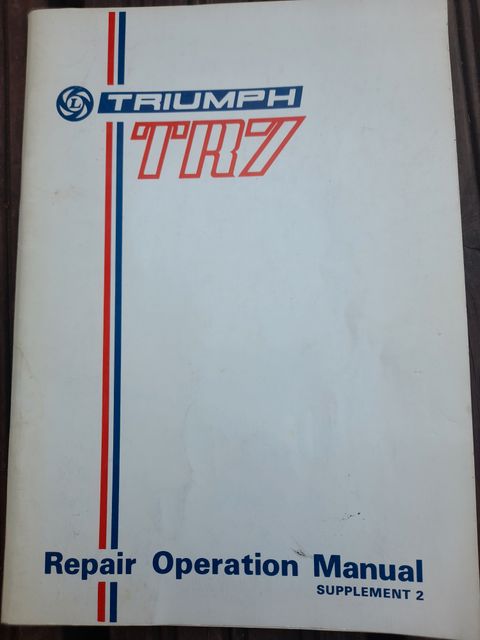 L TRIUMPH
TR7
Repair Operation Manual
SUPPLEMENT 2